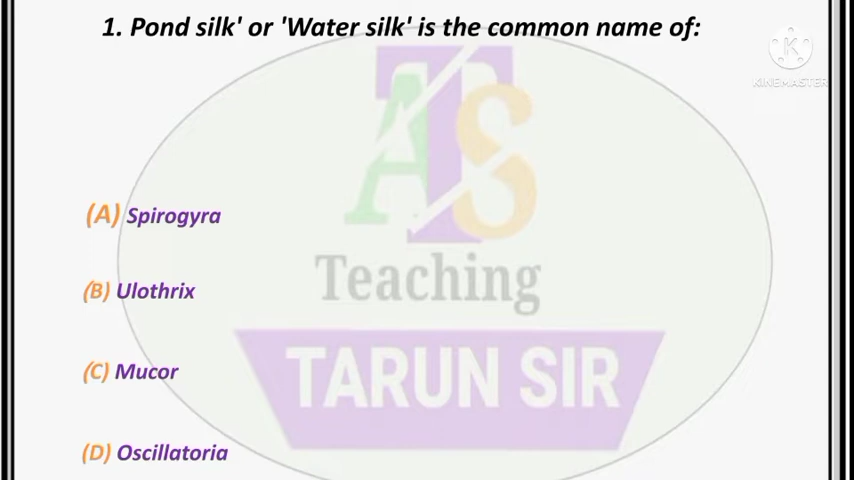 1. Pond silk' or 'Water silk' is the common name of:
K
KINEMASTER
ATS
(A) Spirogyra
Teaching
(B) Ulothrix
TARUN SIR
(C) Mucor
(D) Oscillatoria